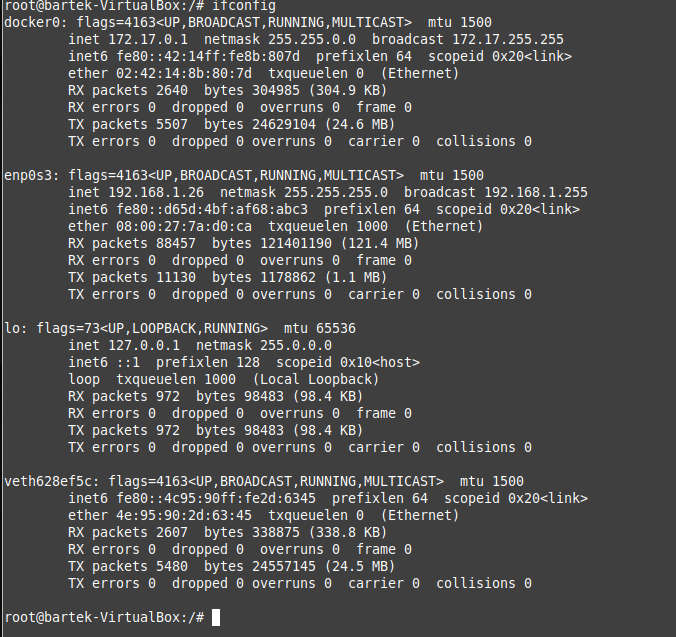 root@bartek-VirtualBox:/# ifconfig
docker0: flags=4163<UP,BROADCAST,RUNNING,MULTICAST>  mtu 1500
        inet 172.17.0.1  netmask 255.255.0.0  broadcast 172.17.255.255
        inet6 fe80::42:14ff:fe8b:807d  prefixlen 64  scopeid 0x20<link>
        ether 02:42:14:8b:80:7d  txqueuelen 0  (Ethernet)
        RX packets 2640  bytes 304985 (304.9 KB)
        RX errors 0  dropped 0  overruns 0  frame 0
        TX packets 5507  bytes 24629104 (24.6 MB)
        TX errors 0  dropped 0 overruns 0  carrier 0  collisions 0

enp0s3: flags=4163<UP,BROADCAST,RUNNING,MULTICAST>  mtu 1500
        inet 192.168.1.26  netmask 255.255.255.0  broadcast 192.168.1.255
        inet6 fe80::d65d:4bf:af68:abc3  prefixlen 64  scopeid 0x20<link>
        ether 08:00:27:7a:d0:ca  txqueuelen 1000  (Ethernet)
        RX packets 88457  bytes 121401190 (121.4 MB)
        RX errors 0  dropped 0  overruns 0  frame 0
        TX packets 11130  bytes 1178862 (1.1 MB)
        TX errors 0  dropped 0 overruns 0  carrier 0  collisions 0

lo: flags=73<UP,LOOPBACK,RUNNING>  mtu 65536
        inet 127.0.0.1  netmask 255.0.0.0
        inet6 ::1  prefixlen 128  scopeid 0x10<host>
        loop  txqueuelen 1000  (Local Loopback)
        RX packets 972  bytes 98483 (98.4 KB)
        RX errors 0  dropped 0  overruns 0  frame 0
        TX packets 972  bytes 98483 (98.4 KB)
        TX errors 0  dropped 0 overruns 0  carrier 0  collisions 0

veth628ef5c: flags=4163<UP,BROADCAST,RUNNING,MULTICAST>  mtu 1500
        inet6 fe80::4c95:90ff:fe2d:6345  prefixlen 64  scopeid 0x20<link>
        ether 4e:95:90:2d:63:45  txqueuelen 0  (Ethernet)
        RX packets 2607  bytes 338875 (338.8 KB)
        RX errors 0  dropped 0  overruns 0  frame 0
        TX packets 5480  bytes 24557145 (24.5 MB)
        TX errors 0  dropped 0 overruns 0  carrier 0  collisions 0

root@bartek-VirtualBox:/#